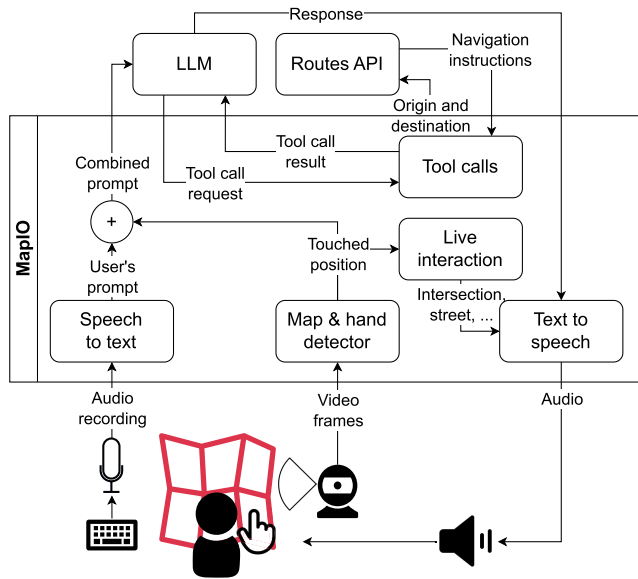 Response
LLM
Routes API
Navigation
instructions
Origin and
destination
Tool call
result
Tool calls
Combined
prompt
Tool call
request
+
Touched
position
Live
interaction
MapIO
User's
prompt
Intersection,
street, ...
Speech
to text
Map & hand
detector
Text to
speech
Audio
recording
Video
frames
Audio